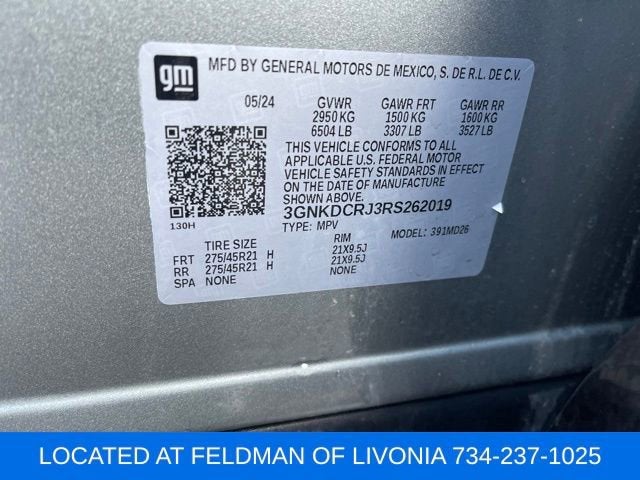 gm
MFD BY GENERAL MOTORS DE MEXICO, S. DE R.L. DE C.V.
05/24 GVWR GAWR FRT GAWR RR
2950 KG 1500 KG 1600 KG
6504 LB 3307 LB 3527 LB
THIS VEHICLE CONFORMS TO ALL
APPLICABLE U.S. FEDERAL MOTOR
VEHICLE SAFETY STANDARDS IN EFFECT
ON THE DATE OF MANUFACTURE
SHOWN ABOVE.
3GNKDCRJ3RS262019
130H
TYPE: MPV MODEL: 391MD26
TIRE SIZE RIM
FRT 275/45R21 H 21X9.5J
RR 275/45R21 H 21X9.5J
SPA NONE NONE
LOCATED AT FELDMAN OF LIVONIA 734-237-1025